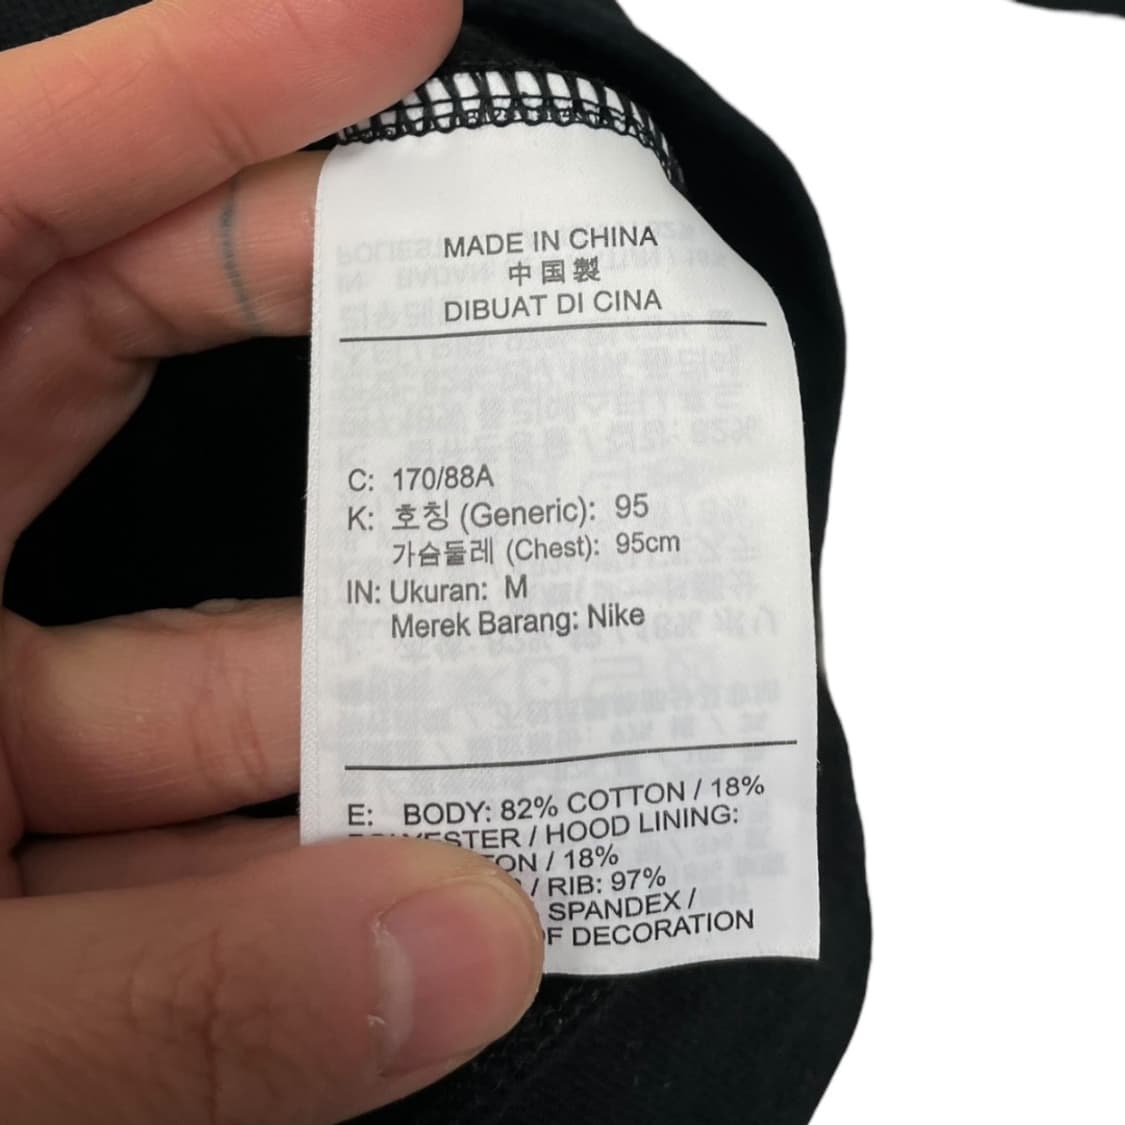 MADE IN CHINA
中国製
DIBUAT DI CINA
C: 170/88A
K: 호칭 (Generic): 95
가슴둘레 (Chest): 95cm
IN: Ukuran: M
Merek Barang: Nike
E: BODY: 82% COTTON / 18%
/ HOOD LINING:
/ 18%
/ RIB: 97%
SPANDEX /
DECORATION